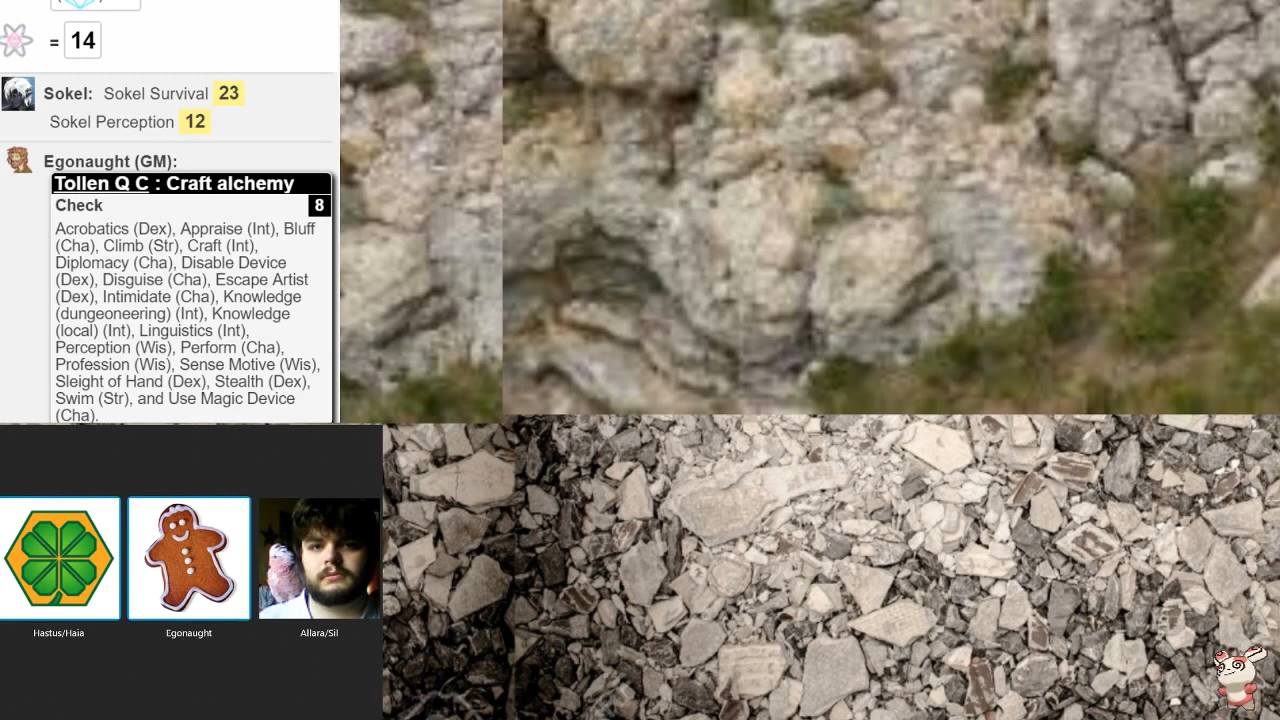 = 14
Sokel: Sokel Survival 23
Sokel Perception 12
Egonaught (GM):
Tollen Q C : Craft alchemy
Check 8
Acrobatics (Dex), Appraise (Int), Bluff
(Cha), Climb (Str), Craft (Int),
Diplomacy (Cha), Disable Device
(Dex), Disguise (Cha), Escape Artist
(Dex), Intimidate (Cha), Knowledge
(dungeoneering) (Int), Knowledge
(local) (Int), Linguistics (Int),
Perception (Wis), Perform (Cha),
Profession (Wis), Sense Motive (Wis),
Sleight of Hand (Dex), Stealth (Dex),
Swim (Str), and Use Magic Device
(Cha).
Hastus/Haia
Egonaught
Allara/Sil